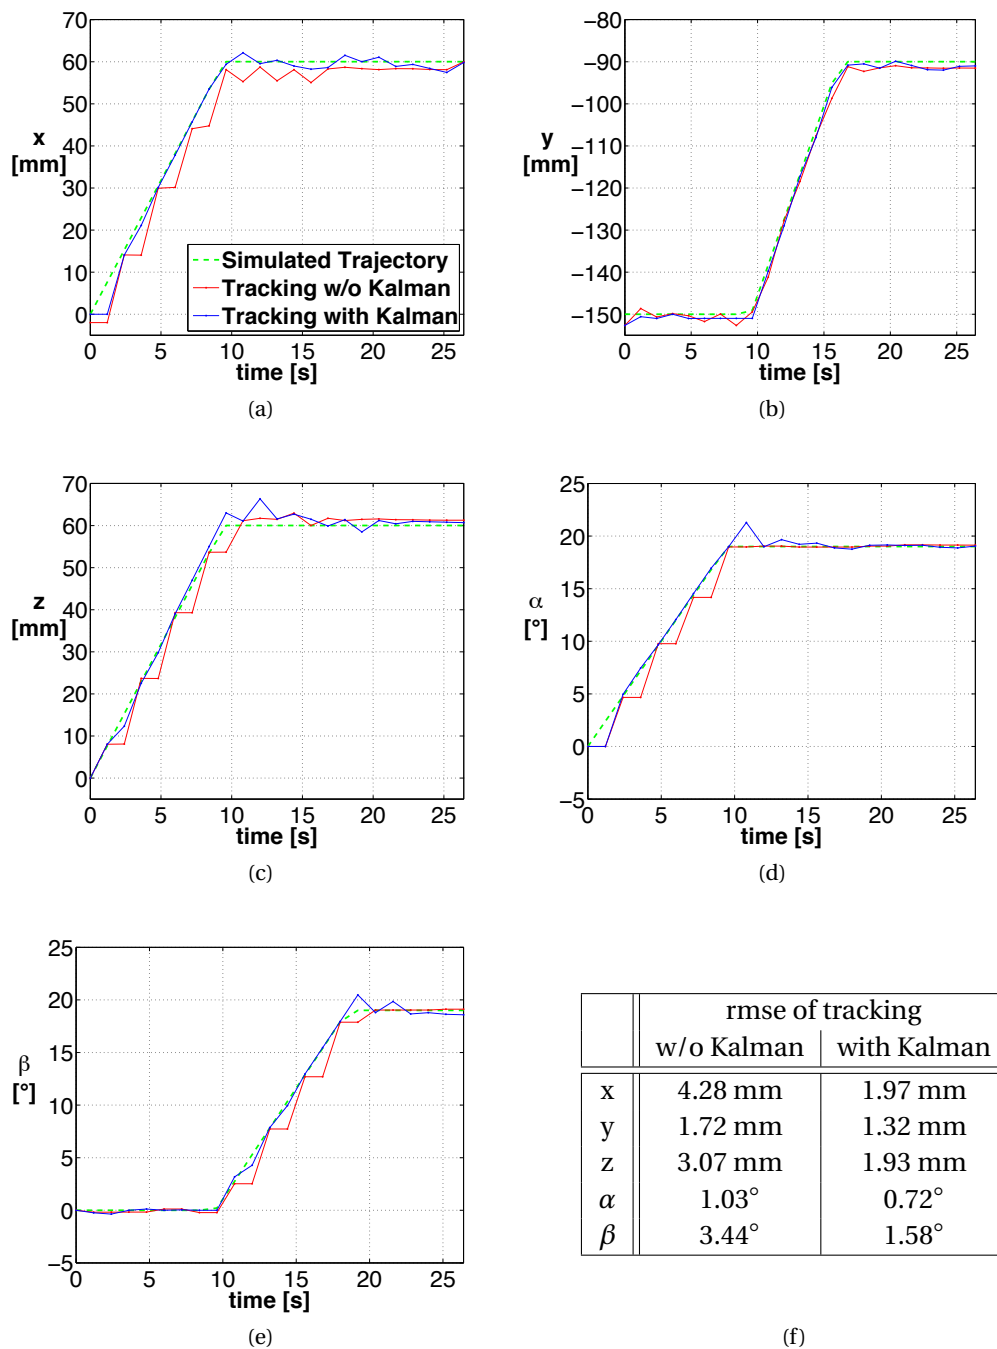 70
60
50
40
30
20
10
0
x
[mm]
Simulated Trajectory
Tracking w/o Kalman
Tracking with Kalman
0 5 10 15 20 25
time [s]
(a)
−80
−90
−100
−110
−120
−130
−140
−150
y
[mm]
0 5 10 15 20 25
time [s]
(b)
70
60
50
40
30
20
10
0
z
[mm]
0 5 10 15 20 25
time [s]
(c)
25
20
15
10
5
0
−5
α
[°]
0 5 10 15 20 25
time [s]
(d)
25
20
15
10
5
0
−5
β
[°]
0 5 10 15 20 25
time [s]
(e)
rmse of tracking
w/o Kalman with Kalman
x 4.28 mm 1.97 mm
y 1.72 mm 1.32 mm
z 3.07 mm 1.93 mm
α 1.03° 0.72°
β 3.44° 1.58°
(f)